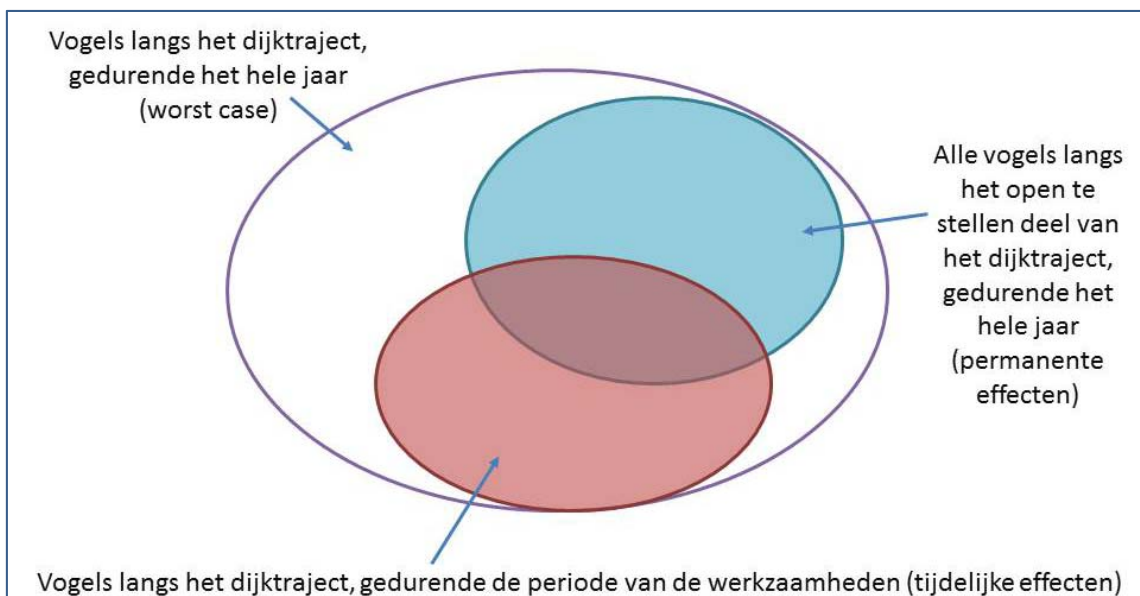 Vogels langs het dijktraject,
gedurende het hele jaar
(worst case)
Alle vogels langs
het open te
stellen deel van
het dijktraject,
gedurende het
hele jaar
(permanente
effecten)
Vogels langs het dijktraject, gedurende de periode van de werkzaamheden (tijdelijke effecten)